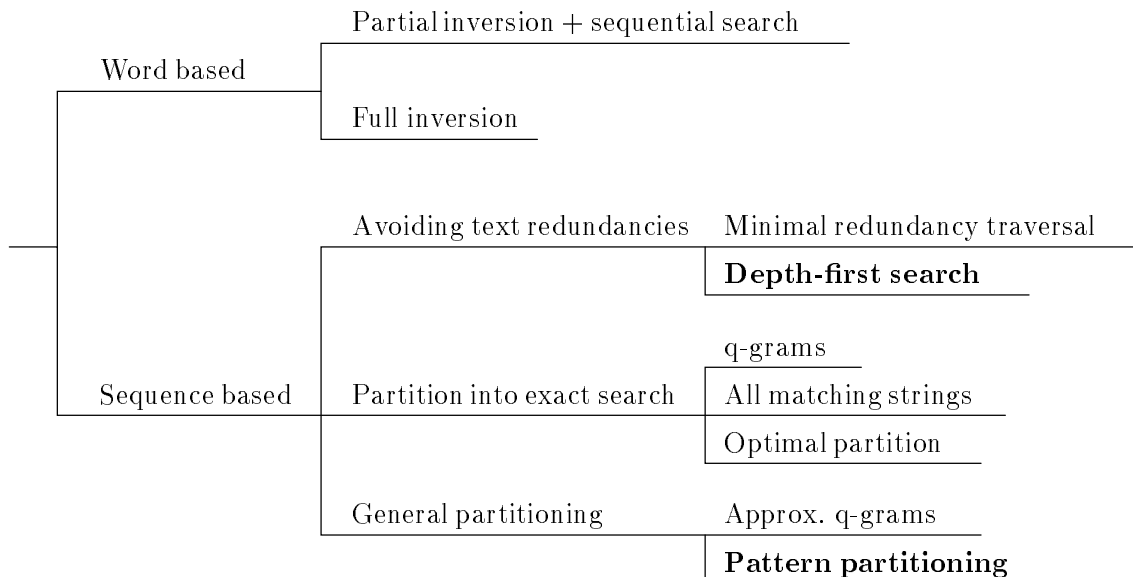 Partial inversion + sequential search
Word based
Full inversion
Avoiding text redundancies
Minimal redundancy traversal
Depth-first search
q-grams
Sequence based
Partition into exact search
All matching strings
Optimal partition
General partitioning
Approx. q-grams
Pattern partitioning